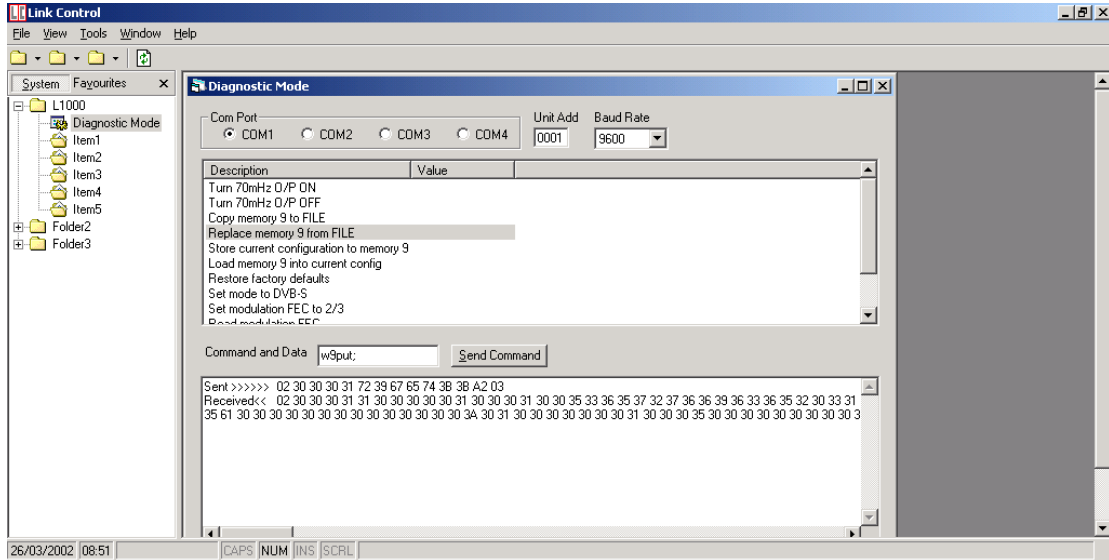 Link Control
File View Tools Window Help
System Favourites
L1000
Diagnostic Mode
Item1
Item2
Item3
Item4
Item5
Folder2
Folder3
Diagnostic Mode
Com Port
COM1 COM2 COM3 COM4
Unit Add
0001
Baud Rate
9600
Description Value
Turn 70mHz O/P ON
Turn 70mHz O/P OFF
Copy memory 9 to FILE
Replace memory 9 from FILE
Store current configuration to memory 9
Load memory 9 into current config
Restore factory defaults
Set mode to DVB-S
Set modulation FEC to 2/3
Read modulation FEC
Command and Data w9put; Send Command
Sent >>>>>> 02 30 30 30 31 72 39 67 65 74 3B 3B A2 03
Received<< 02 30 30 30 31 31 30 30 30 30 30 31 30 30 30 31 30 30 35 33 36 35 37 32 37 36 36 39 36 33 36 35 32 30 33 31
35 61 30 30 30 30 30 30 30 30 30 30 30 30 30 30 30 3A 30 31 30 30 30 30 30 30 30 31 30 30 30 35 30 30 30 30 30 30 30 30 30 3
26/03/2002 08:51 CAPS NUM INS SCRL